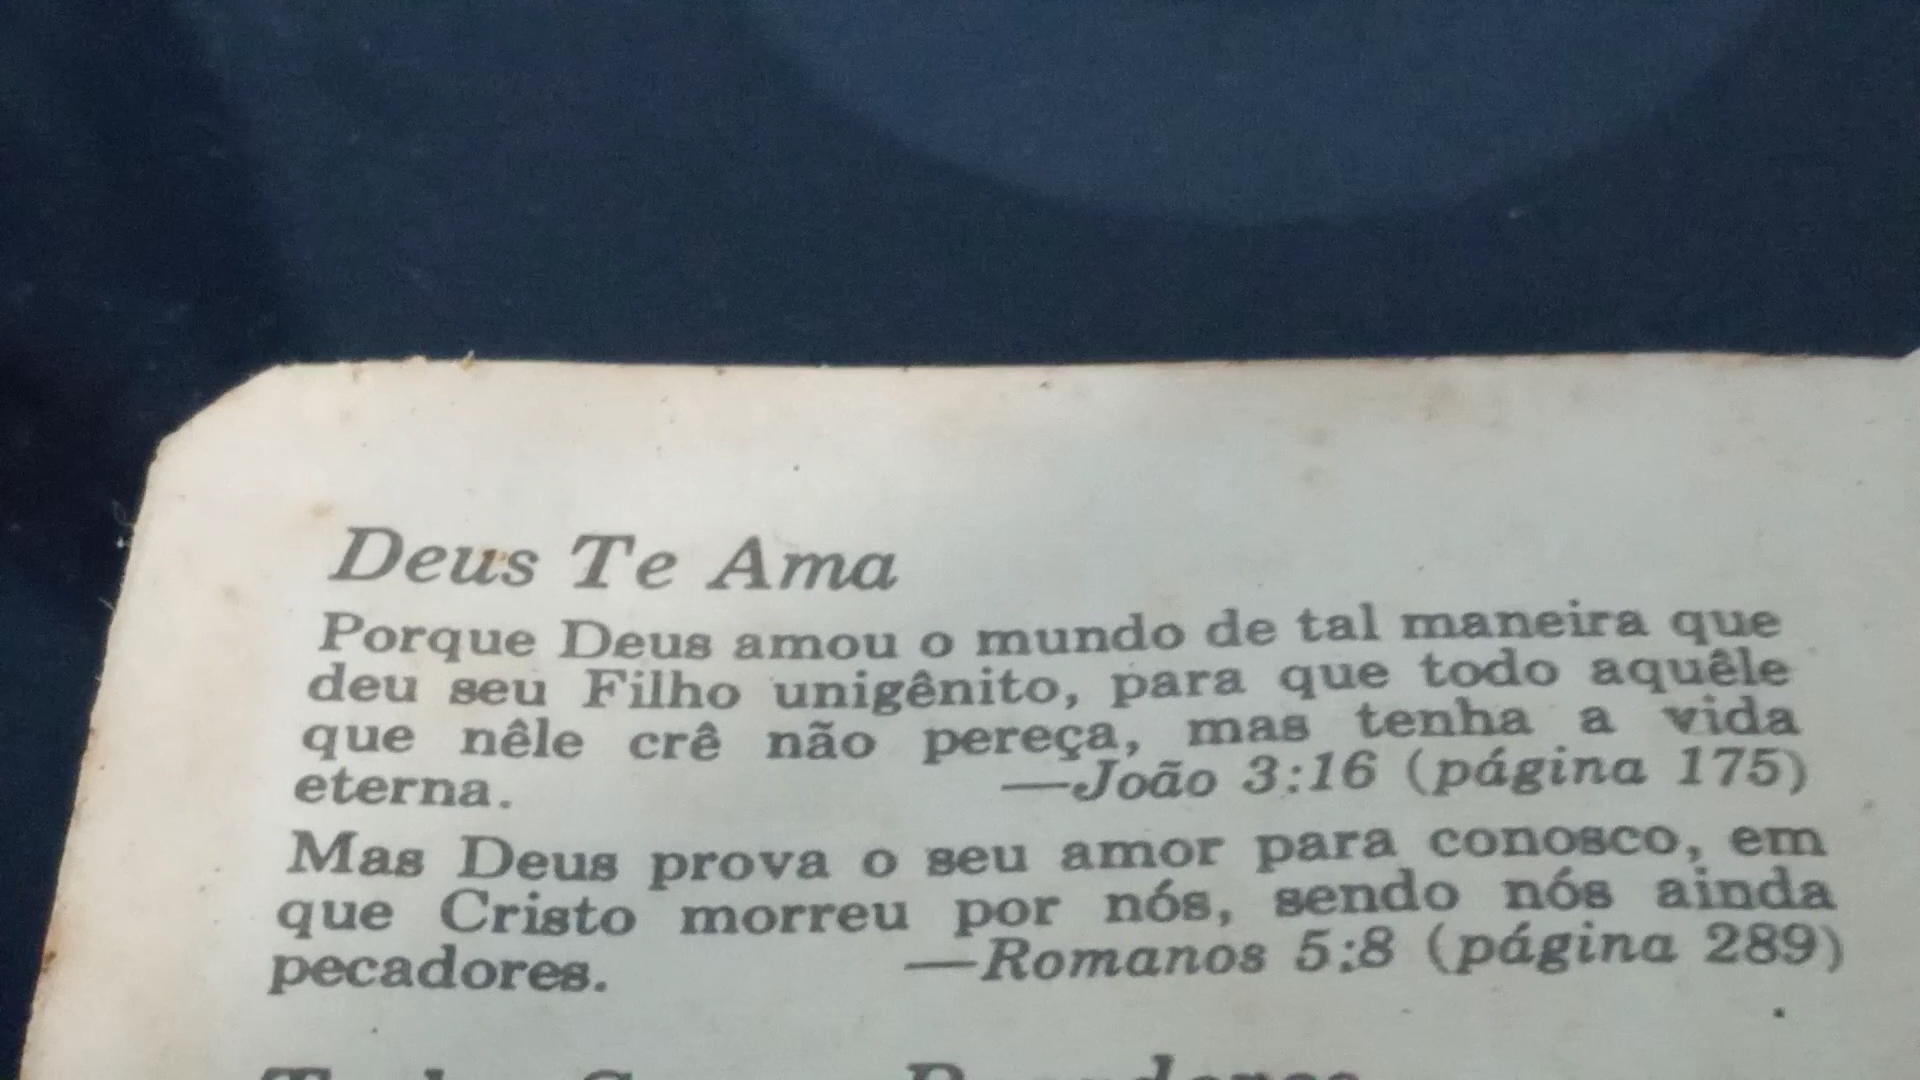 Deus Te Ama
Porque Deus amou o mundo de tal maneira que
deu seu Filho unigênito, para que todo aquêle
que nêle crê não pereça, mas tenha a vida
eterna. —João 3:16 (página 175)
Mas Deus prova o seu amor para conosco, em
que Cristo morreu por nós, sendo nós ainda
pecadores. —Romanos 5:8 (página 289)